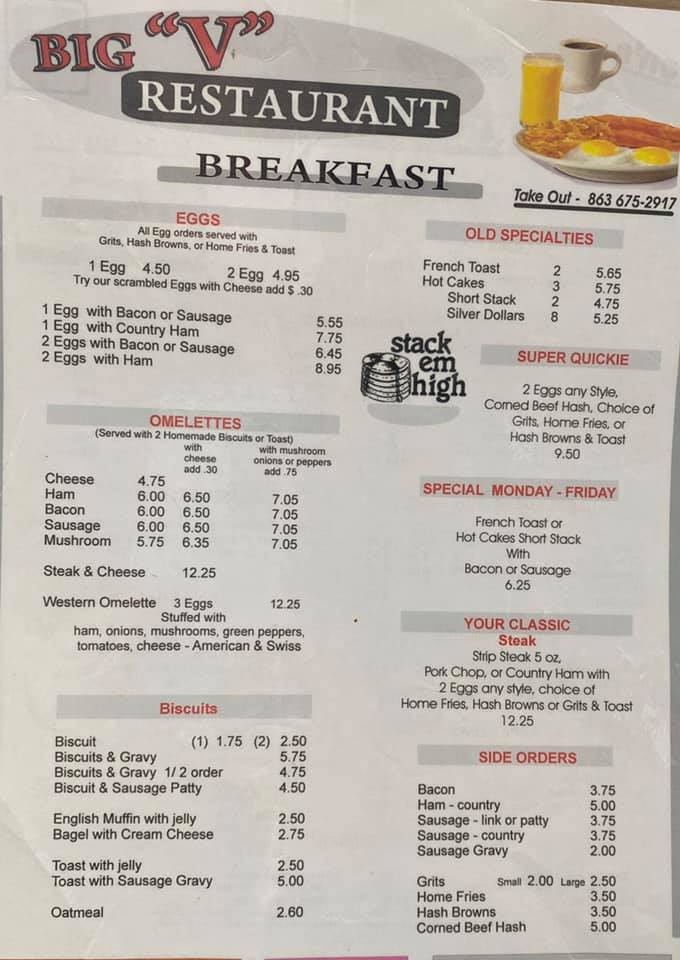 BIG "V"
RESTAURANT
BREAKFAST
Take Out - 863 675-2917
EGGS
All Egg orders served with
Grits, Hash Browns, or Home Fries & Toast
1 Egg 4.50 2 Egg 4.95
Try our scrambled Eggs with Cheese add $ .30
1 Egg with Bacon or Sausage 5.55
1 Egg with Country Ham 7.75
2 Eggs with Bacon or Sausage 6.45
2 Eggs with Ham 8.95
OMELETTES
(Served with 2 Homemade Biscuits or Toast)
with with mushroom
cheese onions or peppers
add .30 add .75
Cheese 4.75
Ham 6.00 6.50 7.05
Bacon 6.00 6.50 7.05
Sausage 6.00 6.50 7.05
Mushroom 5.75 6.35 7.05
Steak & Cheese 12.25
Western Omelette 3 Eggs 12.25
Stuffed with
ham, onions, mushrooms, green peppers,
tomatoes, cheese - American & Swiss
Biscuits
Biscuit (1) 1.75 (2) 2.50
Biscuits & Gravy 5.75
Biscuits & Gravy 1/2 order 4.75
Biscuit & Sausage Patty 4.50
English Muffin with jelly 2.50
Bagel with Cream Cheese 2.75
Toast with jelly 2.50
Toast with Sausage Gravy 5.00
Oatmeal 2.60
OLD SPECIALTIES
French Toast 2 5.65
Hot Cakes 3 5.75
Short Stack 2 4.75
Silver Dollars 8 5.25
stack
em
high
SUPER QUICKIE
2 Eggs any Style,
Corned Beef Hash, Choice of
Grits, Home Fries, or
Hash Browns & Toast
9.50
SPECIAL MONDAY - FRIDAY
French Toast or
Hot Cakes Short Stack
With
Bacon or Sausage
6.25
YOUR CLASSIC
Steak
Strip Steak 5 oz,
Pork Chop, or Country Ham with
2 Eggs any style, choice of
Home Fries, Hash Browns or Grits & Toast
12.25
SIDE ORDERS
Bacon 3.75
Ham - country 5.00
Sausage - link or patty 3.75
Sausage - country 3.75
Sausage Gravy 2.00
Grits Small 2.00 Large 2.50
Home Fries 3.50
Hash Browns 3.50
Corned Beef Hash 5.00